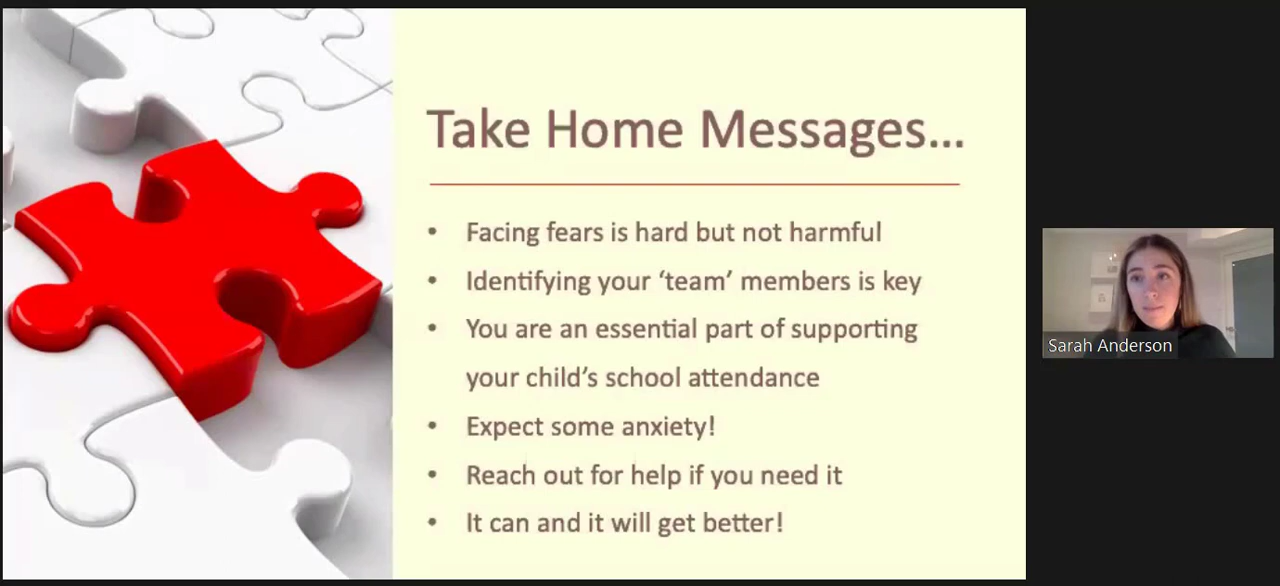 Take Home Messages…
• Facing fears is hard but not harmful
• Identifying your ‘team’ members is key
• You are an essential part of supporting
your child’s school attendance
• Expect some anxiety!
• Reach out for help if you need it
• It can and it will get better!
Sarah Anderson